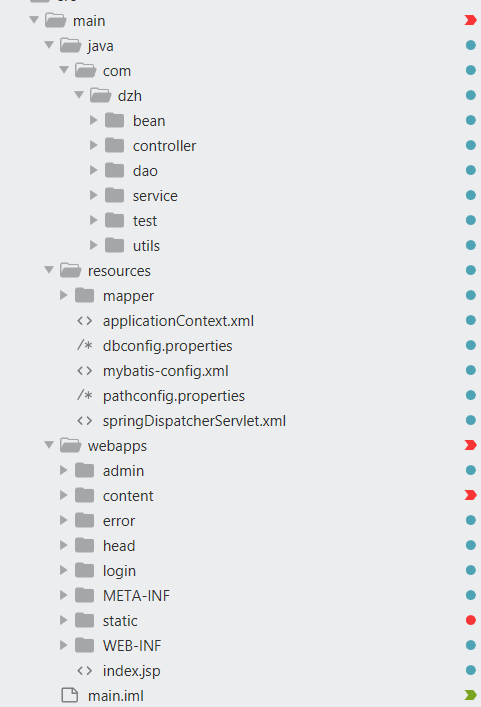 main
java
com
dzh
bean
controller
dao
service
test
utils
resources
mapper
<> applicationContext.xml
/* dbconfig.properties
<> mybatis-config.xml
/* pathconfig.properties
<> springDispatcherServlet.xml
webapps
admin
content
error
head
login
META-INF
static
WEB-INF
<> index.jsp
main.iml